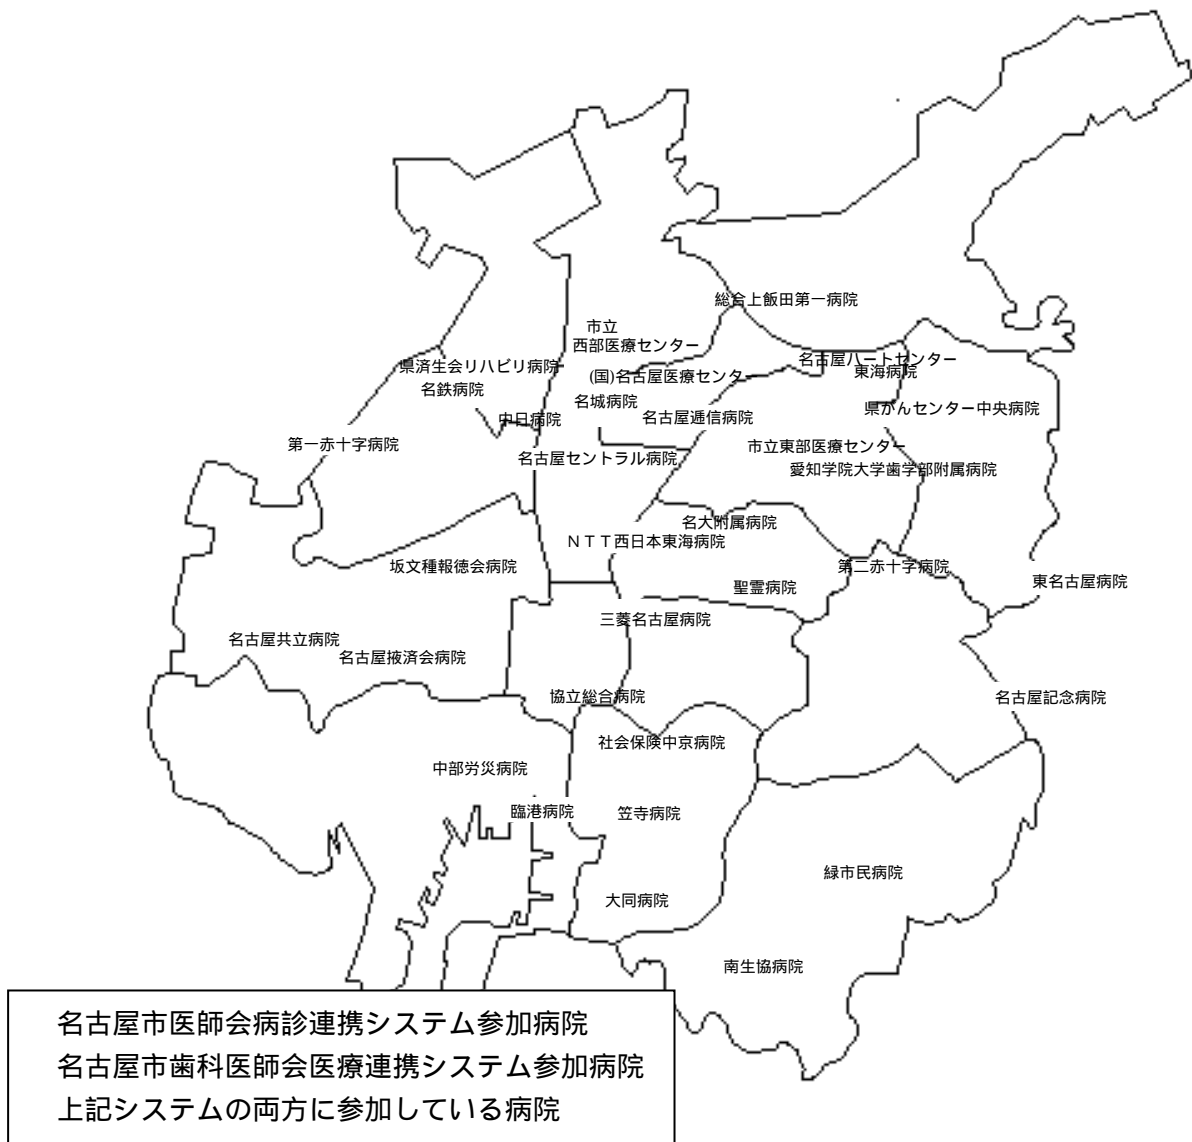 総合上飯田第一病院
市立
西部医療センター
名古屋ハートセンター
県済生会リハビリ病院
(国)名古屋医療センター
東海病院
名鉄病院
名城病院
県がんセンター中央病院
中日病院
名古屋逓信病院
第一赤十字病院
市立東部医療センター
名古屋セントラル病院
愛知学院大学歯学部附属病院
名大附属病院
ＮＴＴ西日本東海病院
坂文種報徳会病院
第二赤十字病院
東名古屋病院
聖霊病院
三菱名古屋病院
名古屋共立病院
名古屋掖済会病院
協立総合病院
名古屋記念病院
社会保険中京病院
中部労災病院
臨港病院
笠寺病院
緑市民病院
大同病院
南生協病院
名古屋市医師会病診連携システム参加病院
名古屋市歯科医師会医療連携システム参加病院
上記システムの両方に参加している病院